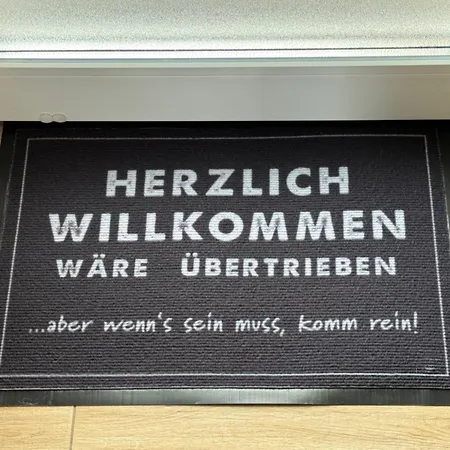 HERZLICH
WILLKOMMEN
WÄRE ÜBERTRIEBEN
...aber wenn's sein muss, komm rein!